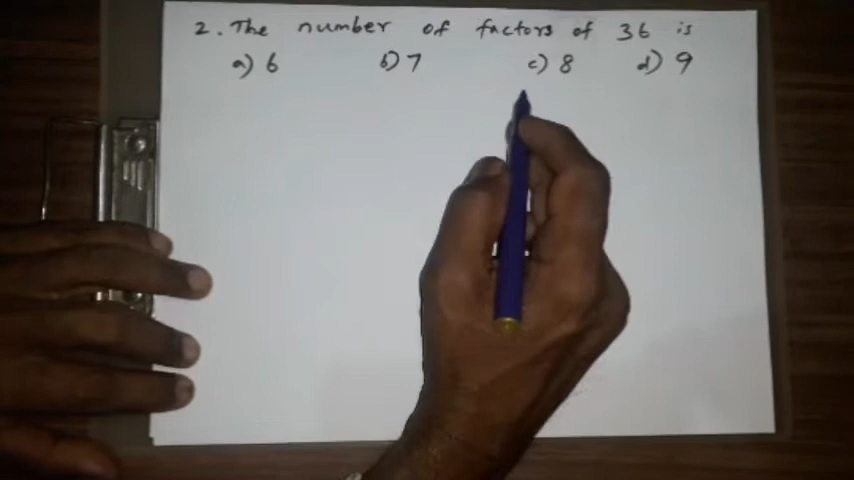 2. The number of factors of 36 is
a) 6 b) 7 c) 8 d) 9